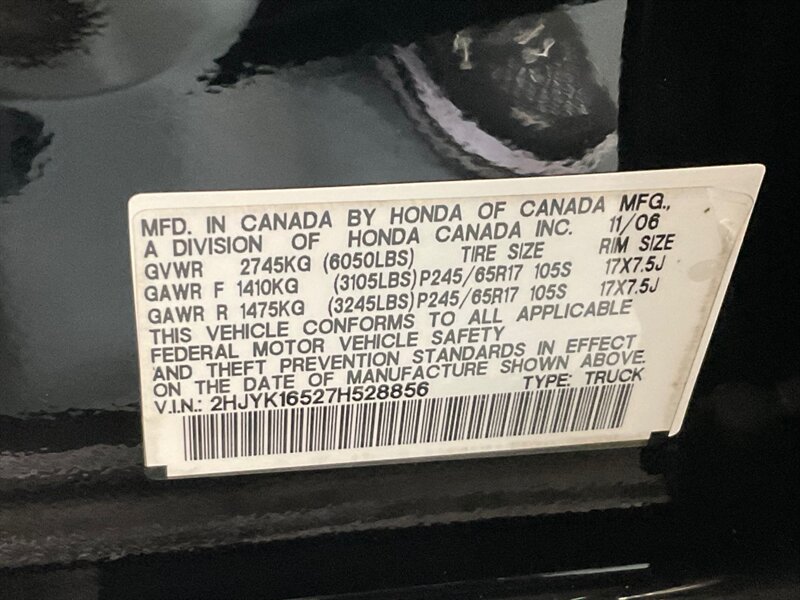 MFD. IN CANADA BY HONDA OF CANADA MFG.,
A DIVISION OF HONDA CANADA INC. 11/06
GVWR 2745KG (6050LBS) TIRE SIZE RIM SIZE
GAWR F 1410KG (3105LBS) P245/65R17 105S 17X7.5J
GAWR R 1475KG (3245LBS) P245/65R17 105S 17X7.5J
THIS VEHICLE CONFORMS TO ALL APPLICABLE
FEDERAL MOTOR VEHICLE SAFETY
AND THEFT PREVENTION STANDARDS IN EFFECT
ON THE DATE OF MANUFACTURE SHOWN ABOVE.
V.I.N.: 2HJYK16527H528856 TYPE: TRUCK